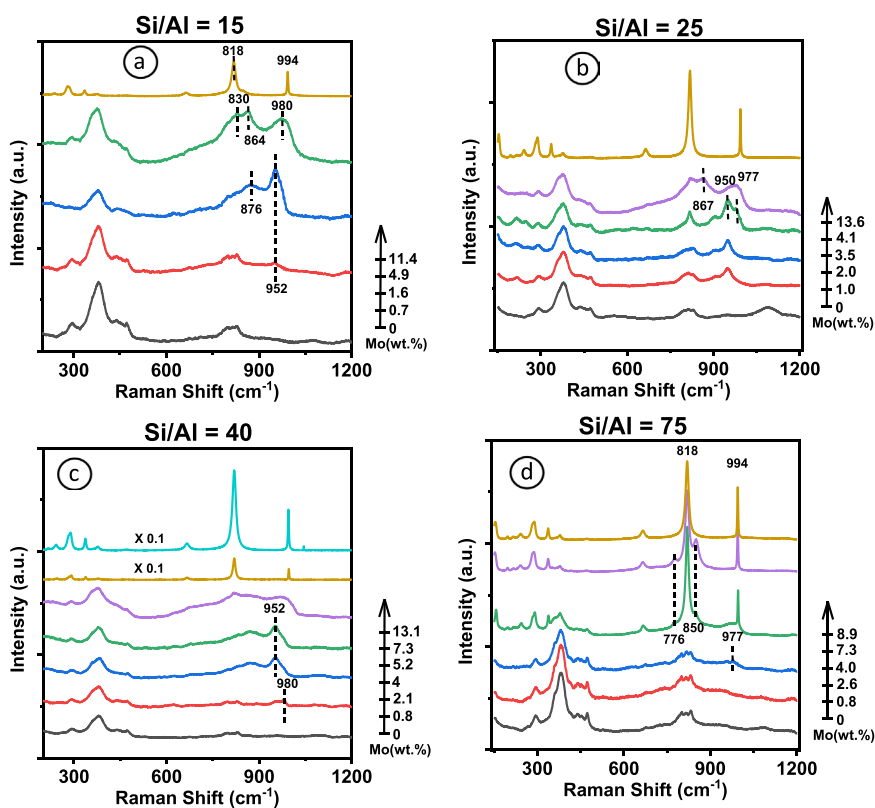 Si/Al = 15
a
818
994
830
864
980
876
952
Intensity (a.u.)
11.4
4.9
1.6
0.7
0
Mo(wt.%)
300 600 900 1200
Raman Shift (cm-1)
Si/Al = 25
b
867
950
977
Intensity (a.u.)
13.6
4.1
3.5
2.0
1.0
0
Mo(wt.%)
300 600 900 1200
Raman Shift (cm-1)
Si/Al = 40
c
X 0.1
X 0.1
952
980
Intensity (a.u.)
13.1
7.3
5.2
4
2.1
0.8
0
Mo(wt.%)
300 600 900 1200
Raman Shift (cm-1)
Si/Al = 75
d
818
994
850
776
977
Intensity (a.u.)
8.9
7.3
4.0
2.6
0.8
0
Mo(wt.%)
300 600 900 1200
Raman Shift (cm-1)